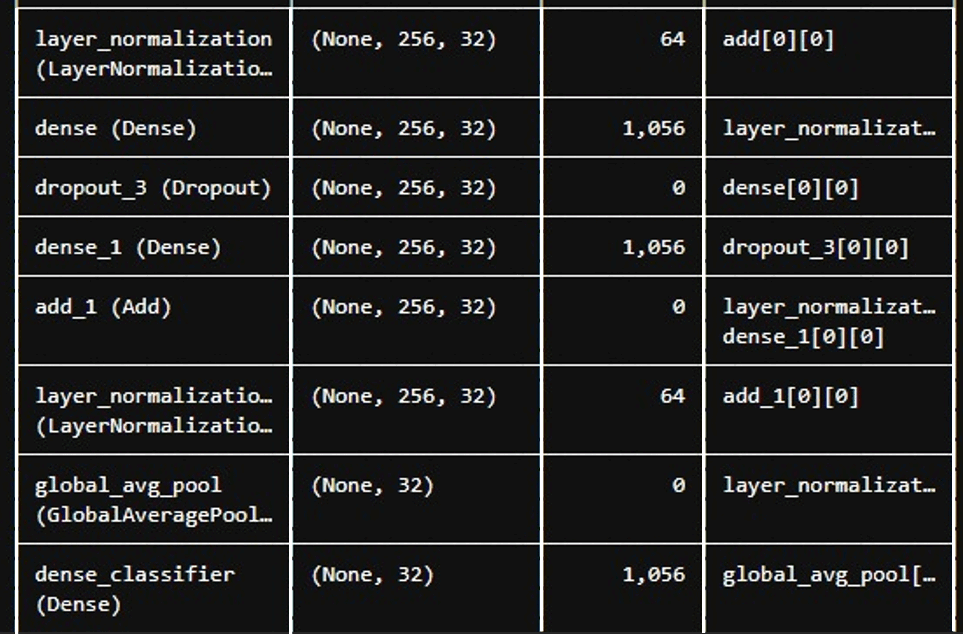 layer_normalization (None, 256, 32) 64 add[0][0]
(LayerNormalizatio…
dense (Dense) (None, 256, 32) 1,056 layer_normalizat…
dropout_3 (Dropout) (None, 256, 32) 0 dense[0][0]
dense_1 (Dense) (None, 256, 32) 1,056 dropout_3[0][0]
add_1 (Add) (None, 256, 32) 0 layer_normalizat…
dense_1[0][0]
layer_normalizatio… (None, 256, 32) 64 add_1[0][0]
(LayerNormalizatio…
global_avg_pool (None, 32) 0 layer_normalizat…
(GlobalAveragePool…
dense_classifier (None, 32) 1,056 global_avg_pool[…
(Dense)